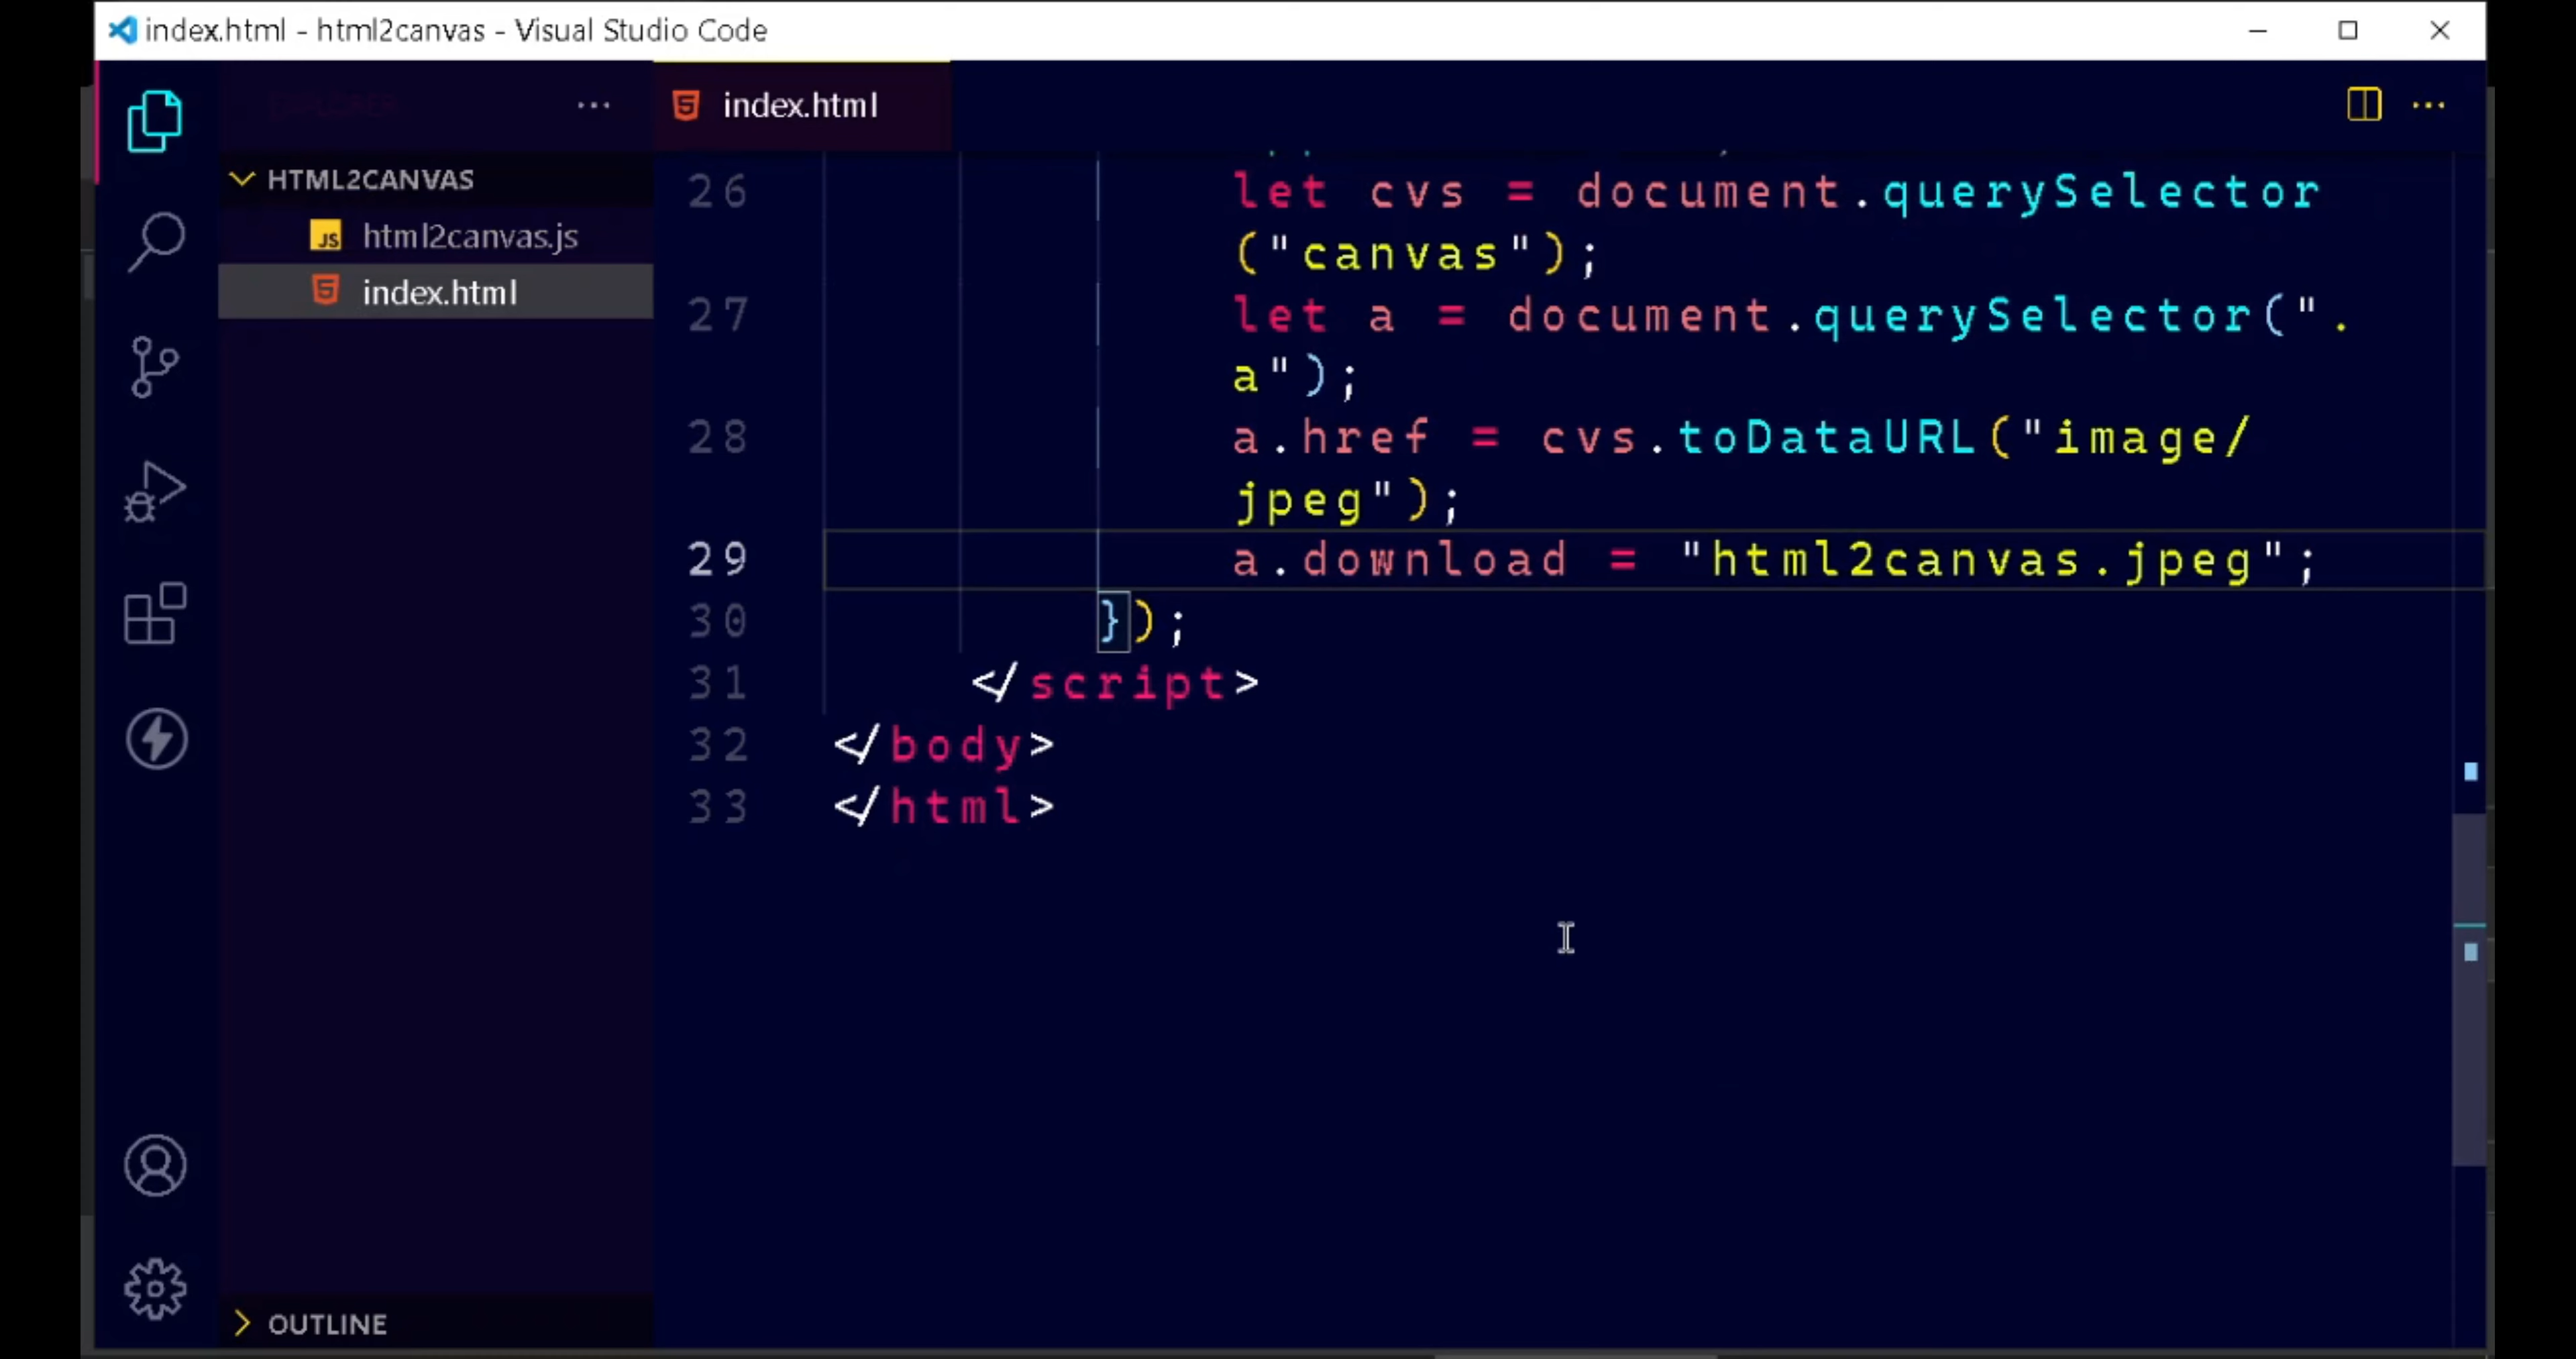 index.html - html2canvas - Visual Studio Code
EXPLORER
index.html
HTML2CANVAS
html2canvas.js
index.html
OUTLINE
26 let cvs = document.querySelector
("canvas");
27 let a = document.querySelector(".
a");
28 a.href = cvs.toDataURL("image/
jpeg");
29 a.download = "html2canvas.jpeg";
30 });
31 </script>
32 </body>
33 </html>